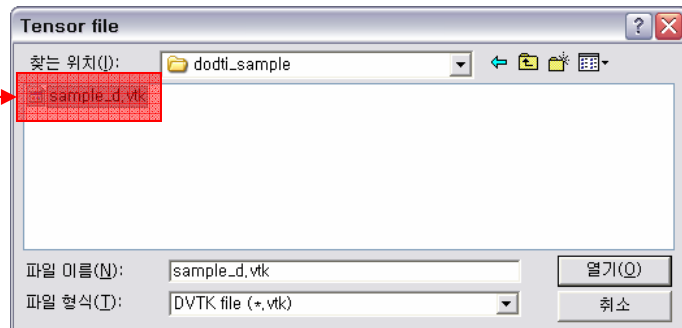 Tensor file
찾는 위치(I): dodti_sample
sample_d.vtk
파일 이름(N): sample_d.vtk 열기(O)
파일 형식(T): DVTK file (*.vtk) 취소